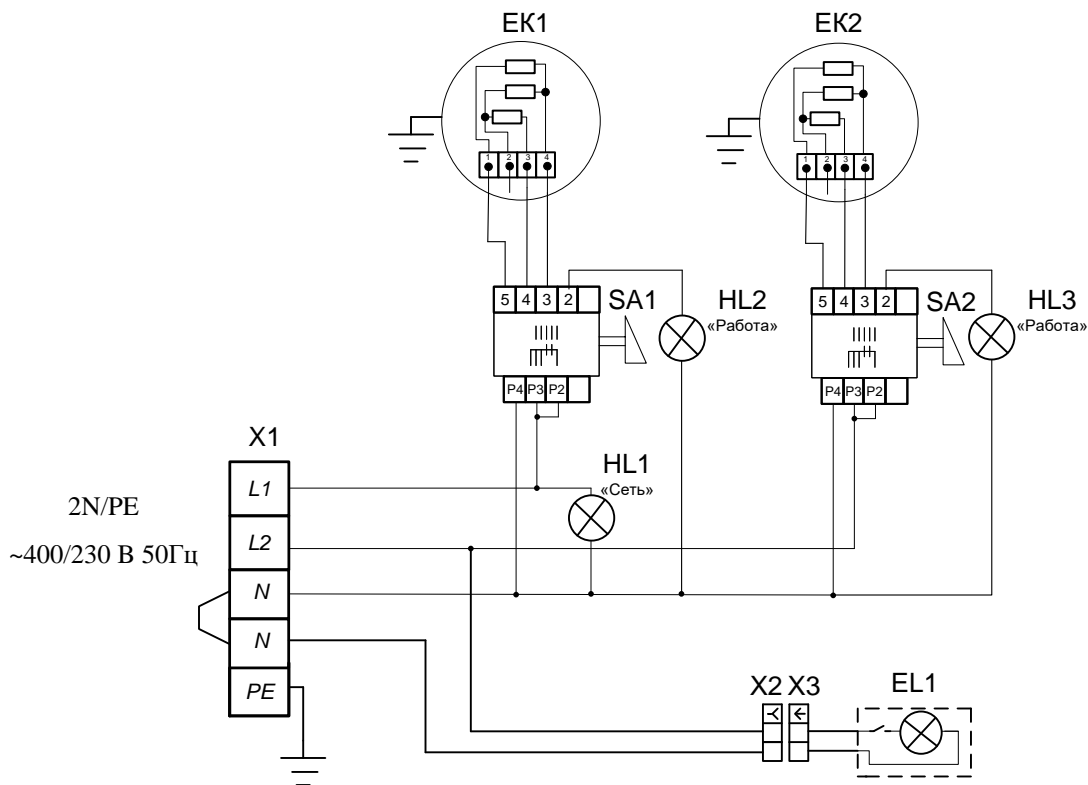 EK1
EK2
1 2 3 4
1 2 3 4
5 4 3 2
SA1
HL2
«Работа»
5 4 3 2
SA2
HL3
«Работа»
P4 P3 P2
P4 P3 P2
X1
HL1
«Сеть»
L1
2N/PE
L2
~400/230 В 50Гц
N
N
PE
X2 X3
EL1